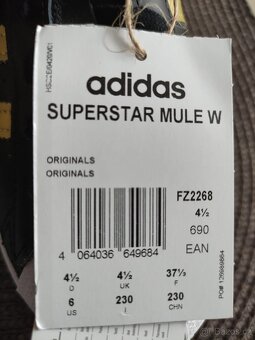 adidas
SUPERSTAR MULE W
ORIGINALS
ORIGINALS
FZ2268
4½
690
EAN
4 064036 649684
4½ 4½ 37⅓
D UK F
6 230 230
US CHN